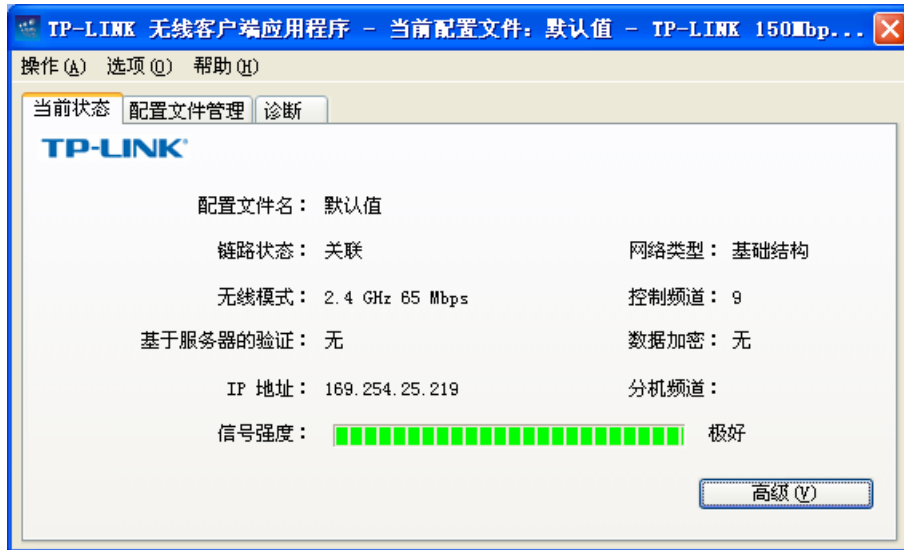 TP-LINK 无线客户端应用程序 - 当前配置文件: 默认值 - TP-LINK 150Mbp...
操作(A) 选项(O) 帮助(H)
当前状态 配置文件管理 诊断
TP-LINK
配置文件名: 默认值
链路状态: 关联 网络类型: 基础结构
无线模式: 2.4 GHz 65 Mbps 控制频道: 9
基于服务器的验证: 无 数据加密: 无
IP 地址: 169.254.25.219 分机频道:
信号强度: 极好
高级(V)